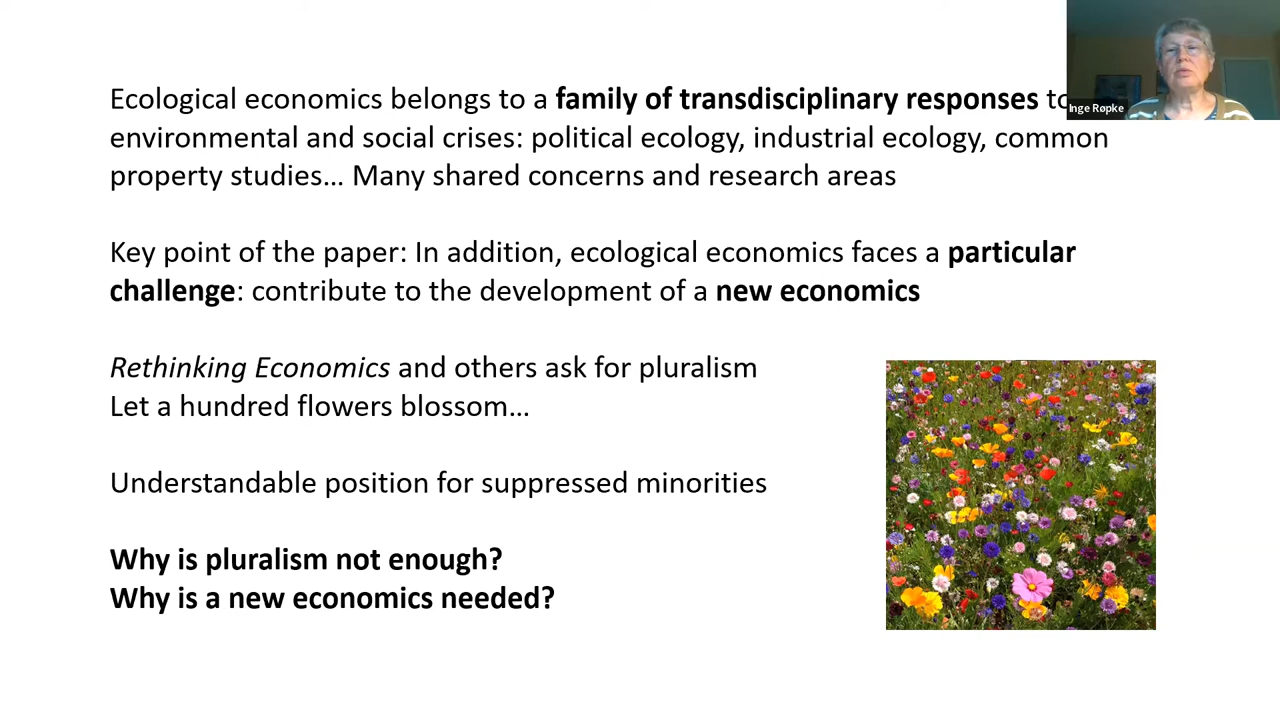 Ecological economics belongs to a family of transdisciplinary responses to
Inge Røpke
environmental and social crises: political ecology, industrial ecology, common
property studies… Many shared concerns and research areas
Key point of the paper: In addition, ecological economics faces a particular
challenge: contribute to the development of a new economics
Rethinking Economics and others ask for pluralism
Let a hundred flowers blossom…
Understandable position for suppressed minorities
Why is pluralism not enough?
Why is a new economics needed?